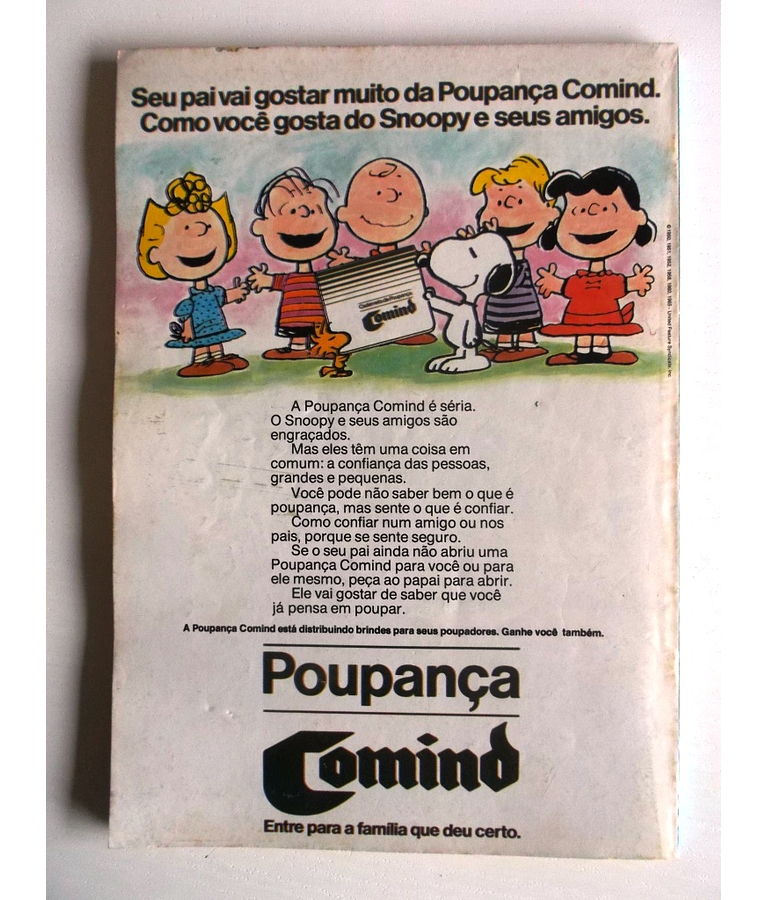 Seu pai vai gostar muito da Poupança Comind.
Como você gosta do Snoopy e seus amigos.
Caderneta de Poupança
Comind
A Poupança Comind é séria.
O Snoopy e seus amigos são
engraçados.
Mas eles têm uma coisa em
comum: a confiança das pessoas,
grandes e pequenas.
Você pode não saber bem o que é
poupança, mas sente o que é confiar.
Como confiar num amigo ou nos
pais, porque se sente seguro.
Se o seu pai ainda não abriu uma
Poupança Comind para você ou para
ele mesmo, peça ao papai para abrir.
Ele vai gostar de saber que você
já pensa em poupar.
A Poupança Comind está distribuindo brindes para seus poupadores. Ganhe você também.
Poupança
Comind
Entre para a família que deu certo.